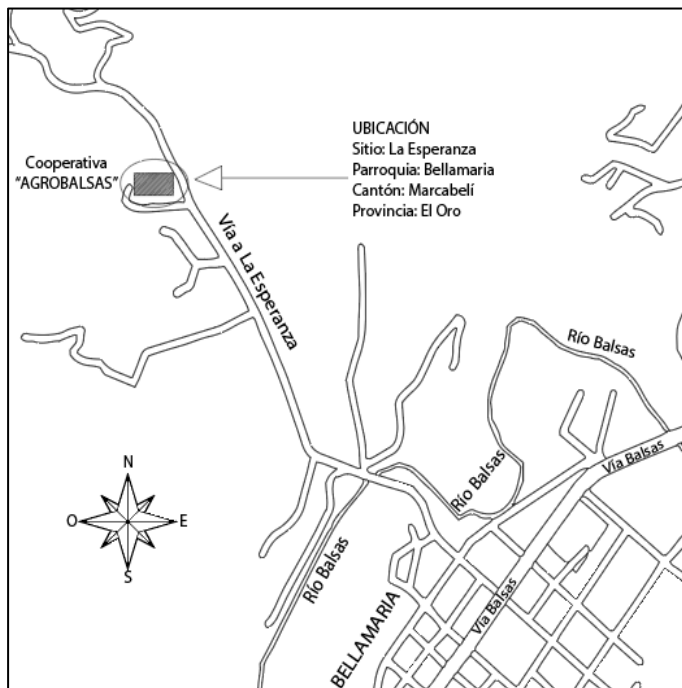 UBICACIÓN
Sitio: La Esperanza
Parroquia: Bellamaria
Cantón: Marcabelí
Provincia: El Oro
Cooperativa
"AGROBALSAS"
Vía a La Esperanza
Río Balsas
Vía Balsas
Río Balsas
N
O
E
S
Río Balsas
BELLAMARIA
Vía Balsas